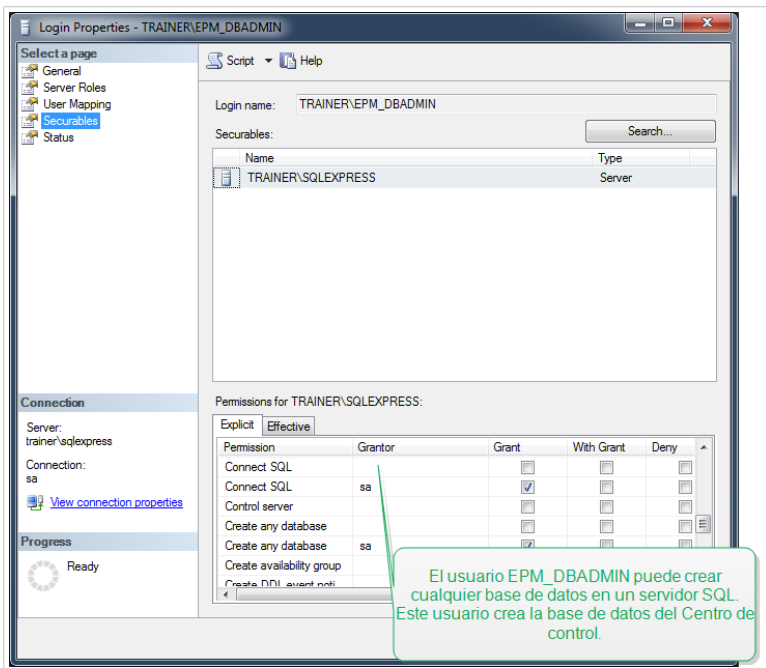 Login Properties - TRAINER\EPM_DBADMIN
Select a page
General
Server Roles
User Mapping
Securables
Status
Script
Help
Login name: TRAINER\EPM_DBADMIN
Securables:
Search...
Name Type
TRAINER\SQLEXPRESS Server
Connection
Server:
trainer\sqlexpress
Connection:
sa
View connection properties
Progress
Ready
Permissions for TRAINER\SQLEXPRESS:
Explicit Effective
Permission Grantor Grant With Grant Deny
Connect SQL
Connect SQL sa
Control server
Create any database
Create any database sa
Create availability group
Create DDL event noti
El usuario EPM_DBADMIN puede crear
cualquier base de datos en un servidor SQL.
Este usuario crea la base de datos del Centro de
control.